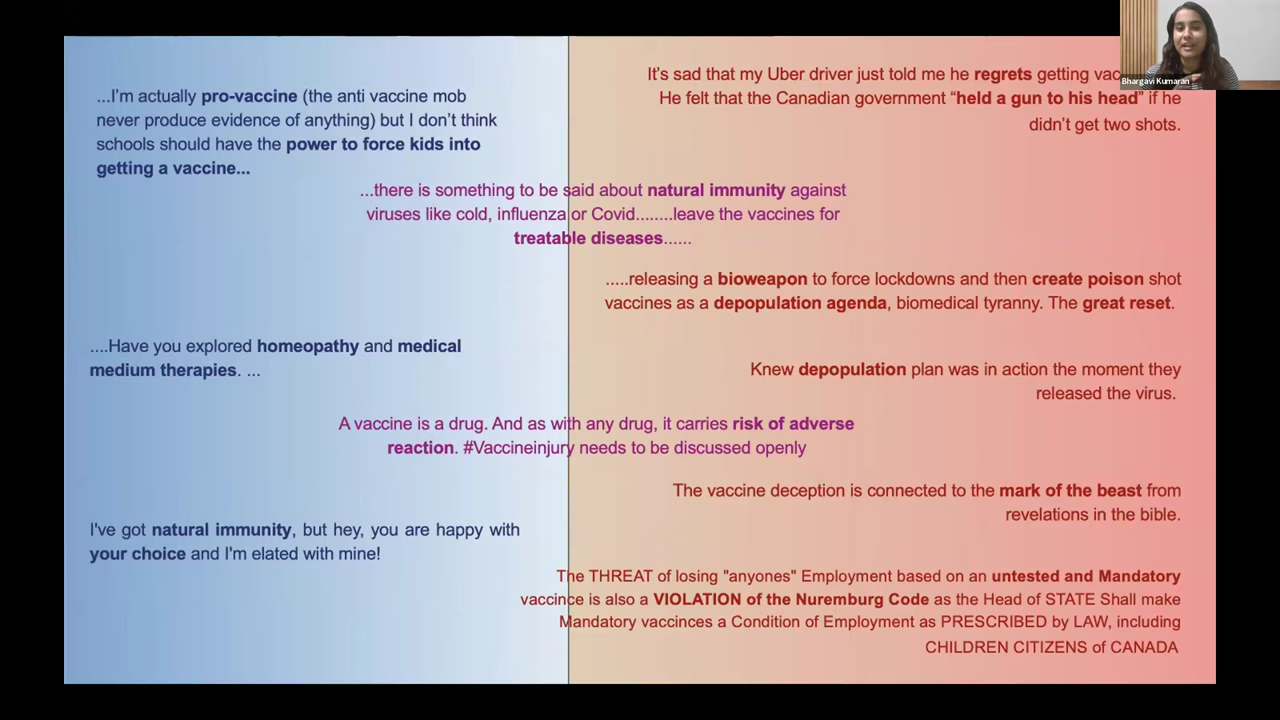 It's sad that my Uber driver just told me he regrets getting
He felt that the Canadian government “held a gun to his head” if he
didn't get two shots.
Bhargavi Kumaran
...I'm actually pro-vaccine (the anti vaccine mob
never produce evidence of anything) but I don't think
schools should have the power to force kids into
getting a vaccine...
...there is something to be said about natural immunity against
viruses like cold, influenza or Covid........leave the vaccines for
treatable diseases......
.....releasing a bioweapon to force lockdowns and then create poison shot
vaccines as a depopulation agenda, biomedical tyranny. The great reset.
....Have you explored homeopathy and medical
medium therapies. ...
Knew depopulation plan was in action the moment they
released the virus.
A vaccine is a drug. And as with any drug, it carries risk of adverse
reaction. #Vaccineinjury needs to be discussed openly
The vaccine deception is connected to the mark of the beast from
revelations in the bible.
I've got natural immunity, but hey, you are happy with
your choice and I'm elated with mine!
The THREAT of losing "anyones" Employment based on an untested and Mandatory
vaccince is also a VIOLATION of the Nuremburg Code as the Head of STATE Shall make
Mandatory vaccinces a Condition of Employment as PRESCRIBED by LAW, including
CHILDREN CITIZENS of CANADA